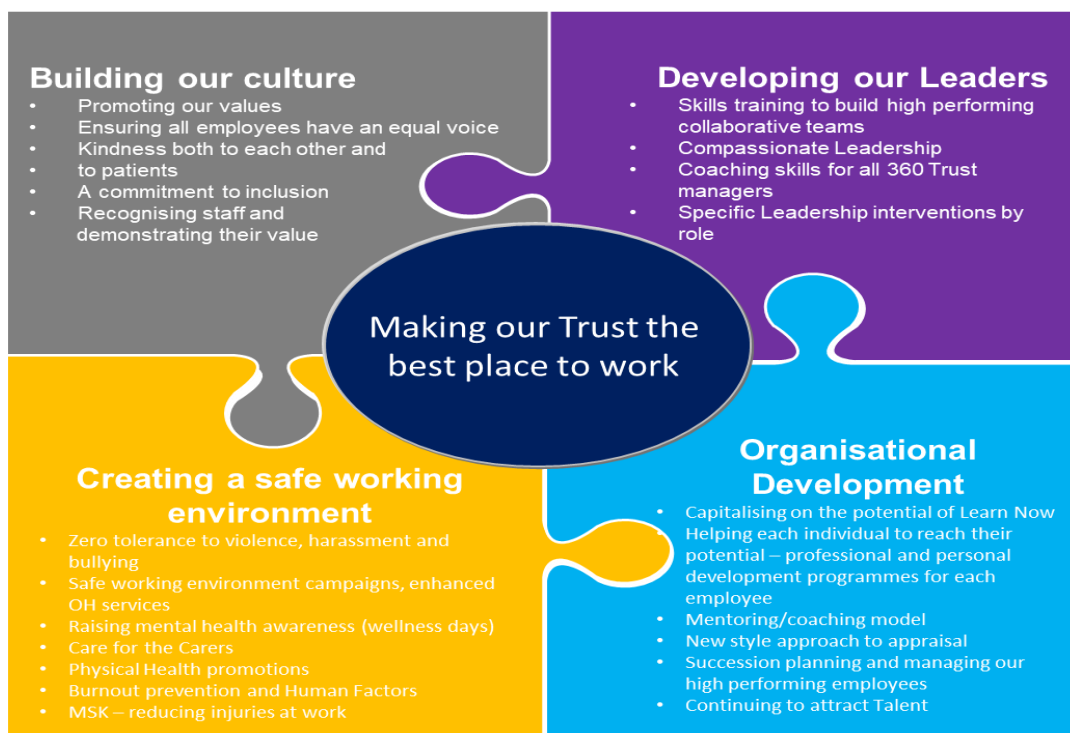 Building our culture
• Promoting our values
• Ensuring all employees have an equal voice
• Kindness both to each other and
• to patients
• A commitment to inclusion
• Recognising staff and
demonstrating their value
Developing our Leaders
• Skills training to build high performing
collaborative teams
• Compassionate Leadership
• Coaching skills for all 360 Trust
managers
• Specific Leadership interventions by
role
Making our Trust the
best place to work
Creating a safe working
environment
• Zero tolerance to violence, harassment and
bullying
• Safe working environment campaigns, enhanced
OH services
• Raising mental health awareness (wellness days)
• Care for the Carers
• Physical Health promotions
• Burnout prevention and Human Factors
• MSK – reducing injuries at work
Organisational
Development
• Capitalising on the potential of Learn Now
• Helping each individual to reach their
potential – professional and personal
development programmes for each
employee
• Mentoring/coaching model
• New style approach to appraisal
• Succession planning and managing our
high performing employees
• Continuing to attract Talent